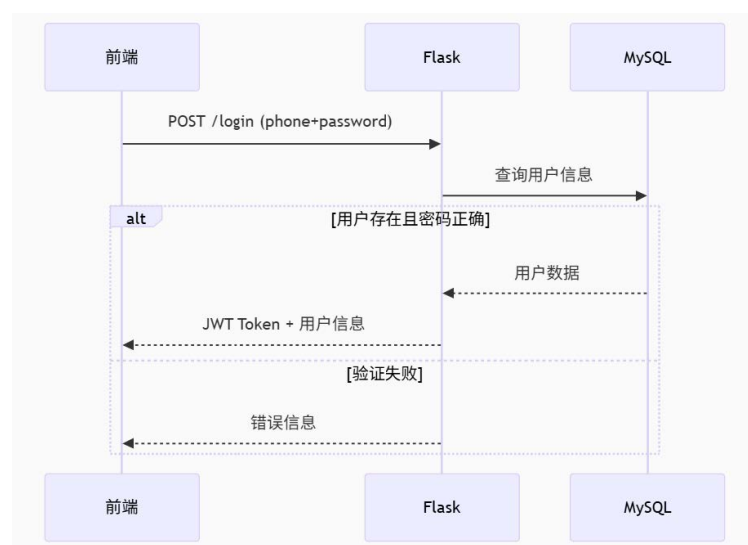 前端 Flask MySQL
POST /login (phone+password)
查询用户信息
alt [用户存在且密码正确]
用户数据
JWT Token + 用户信息
[验证失败]
错误信息
前端 Flask MySQL